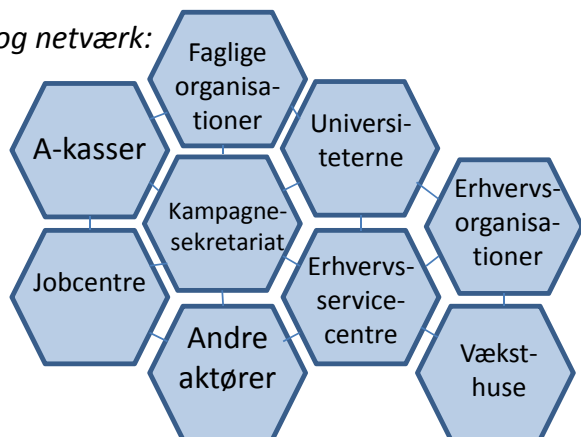 og netværk:
Faglige
organisa-
tioner
A-kasser
Universi-
teterne
Kampagne-
sekretariat
Erhvervs-
organisa-
tioner
Jobcentre
Erhvervs-
service-
centre
Andre
aktører
Vækst-
huse